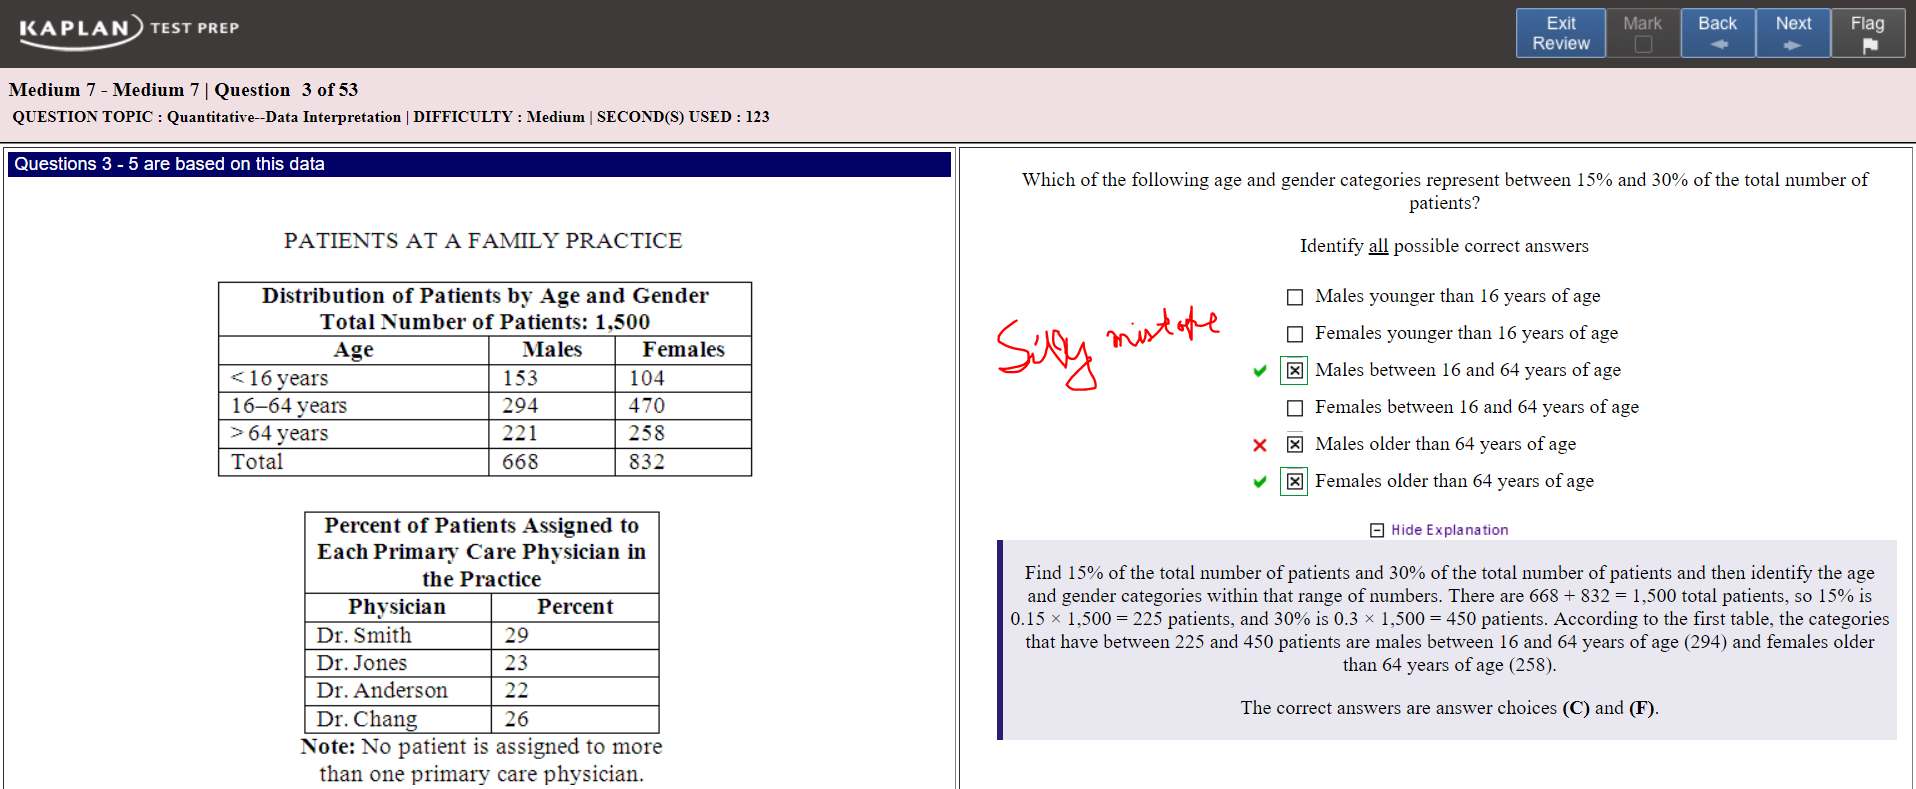 KAPLAN TEST PREP
Exit Review
Mark
Back
Next
Flag
Medium 7 - Medium 7 | Question 3 of 53
QUESTION TOPIC : Quantitative--Data Interpretation | DIFFICULTY : Medium | SECOND(S) USED : 123
Questions 3 - 5 are based on this data
PATIENTS AT A FAMILY PRACTICE
Distribution of Patients by Age and Gender
Total Number of Patients: 1,500
Age Males Females
< 16 years 153 104
16–64 years 294 470
> 64 years 221 258
Total 668 832
Percent of Patients Assigned to
Each Primary Care Physician in
the Practice
Physician Percent
Dr. Smith 29
Dr. Jones 23
Dr. Anderson 22
Dr. Chang 26
Note: No patient is assigned to more
than one primary care physician.
Which of the following age and gender categories represent between 15% and 30% of the total number of
patients?
Identify all possible correct answers
Males younger than 16 years of age
Females younger than 16 years of age
Males between 16 and 64 years of age
Females between 16 and 64 years of age
Males older than 64 years of age
Females older than 64 years of age
Silly mistake
Hide Explanation
Find 15% of the total number of patients and 30% of the total number of patients and then identify the age
and gender categories within that range of numbers. There are 668 + 832 = 1,500 total patients, so 15% is
0.15 × 1,500 = 225 patients, and 30% is 0.3 × 1,500 = 450 patients. According to the first table, the categories
that have between 225 and 450 patients are males between 16 and 64 years of age (294) and females older
than 64 years of age (258).
The correct answers are answer choices (C) and (F).